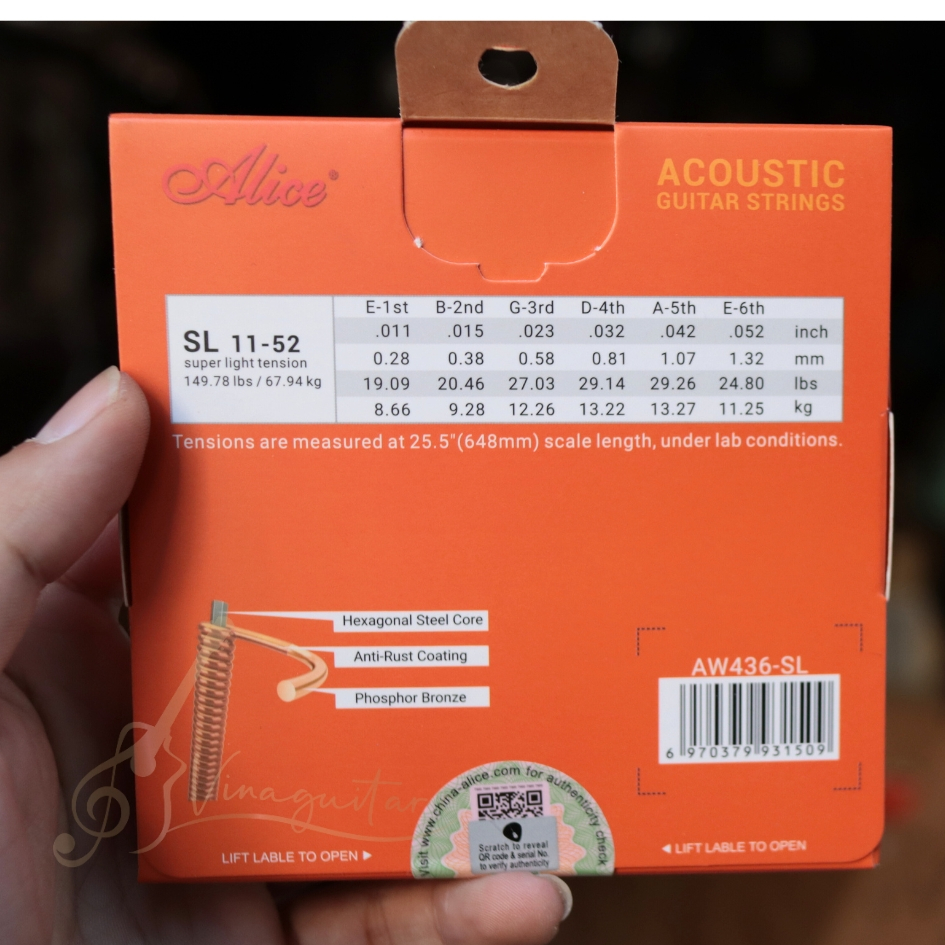 Alice®
ACOUSTIC
GUITAR STRINGS
SL 11-52
super light tension
149.78 lbs / 67.94 kg
E-1st B-2nd G-3rd D-4th A-5th E-6th
.011 .015 .023 .032 .042 .052 inch
0.28 0.38 0.58 0.81 1.07 1.32 mm
19.09 20.46 27.03 29.14 29.26 24.80 lbs
8.66 9.28 12.26 13.22 13.27 11.25 kg
Tensions are measured at 25.5"(648mm) scale length, under lab conditions.
Hexagonal Steel Core
Anti-Rust Coating
Phosphor Bronze
AW436-SL
6 970379 931509
Vinaguitar
Visit www.china-alice.com for authenticity check
Scratch to reveal
QR code & serial No.
to verify authenticity
LIFT LABLE TO OPEN ▶
◀ LIFT LABLE TO OPEN